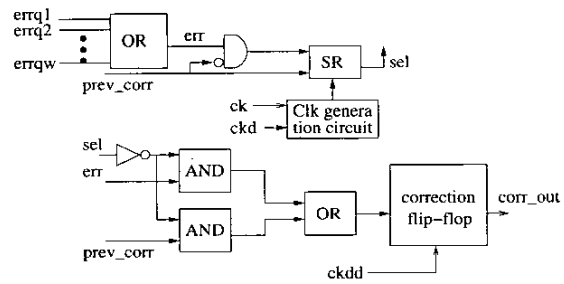 errq1
errq2
errqw
OR
err
prev_corr
SR
sel
ck
ckd
Clk genera
tion circuit
sel
err
AND
AND
prev_corr
OR
correction
flip-flop
corr_out
ckdd